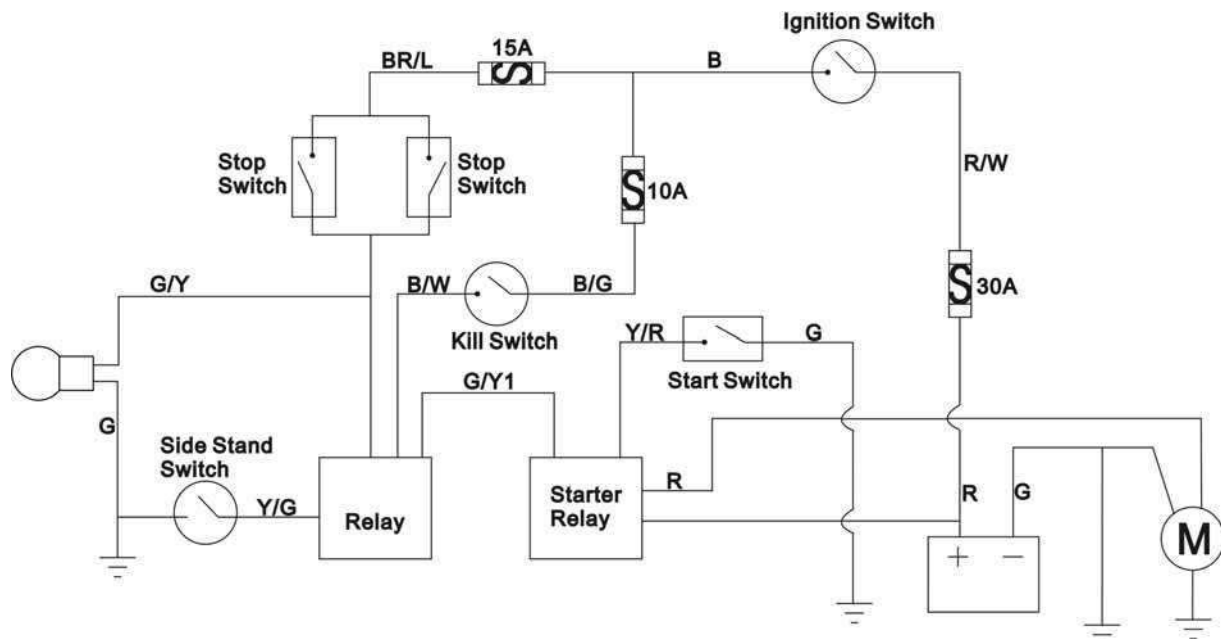 Ignition Switch
15A
BR/L
B
Stop
Switch
Stop
Switch
S
S
10A
R/W
G/Y
B/W
B/G
S
30A
Kill Switch
Y/R
G
Start Switch
G/Y1
G
Side Stand
Switch
Y/G
Relay
Starter
Relay
R
R
G
M
+ −